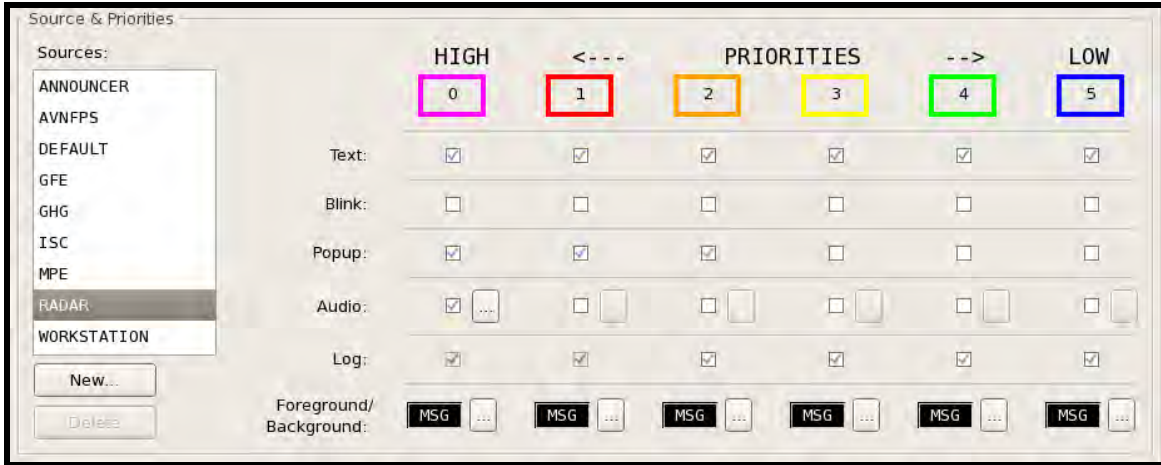 Source & Priorities
Sources:
HIGH <--- PRIORITIES --> LOW
0 1 2 3 4 5
ANNOUNCER
AVNFPS
DEFAULT
GFE
GHG
ISC
MPE
RADAR
WORKSTATION
New...
Delete
Text:
Blink:
Popup:
Audio: ...
Log:
Foreground/
Background:
MSG ... MSG ... MSG ... MSG ... MSG ... MSG ...